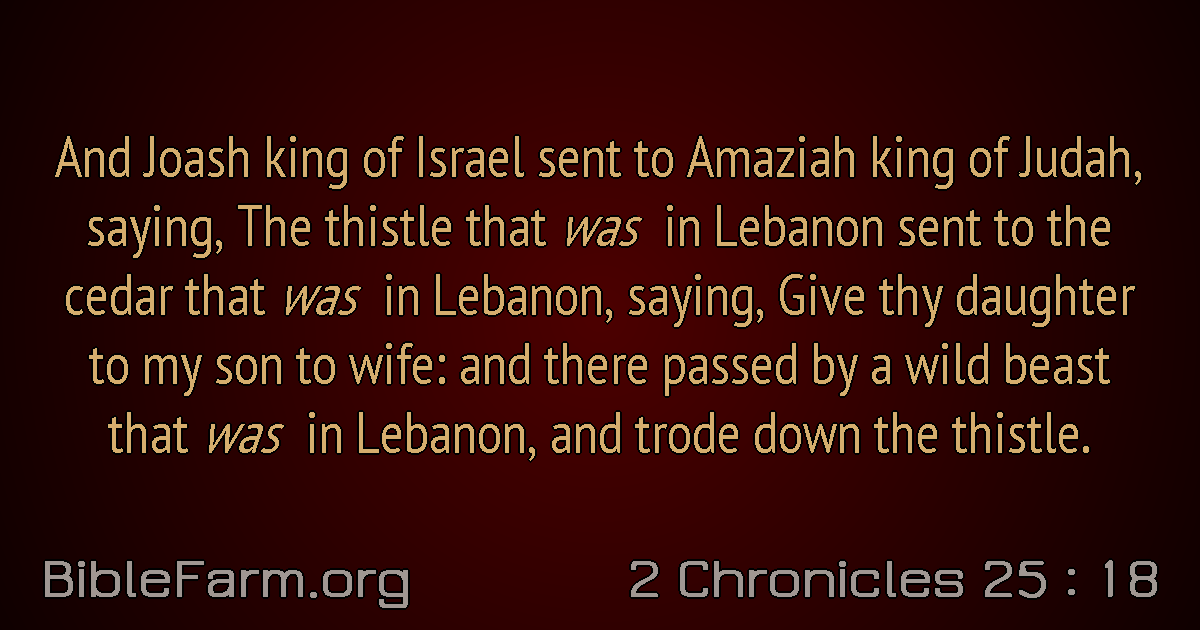 And Joash king of Israel sent to Amaziah king of Judah,
saying, The thistle that was in Lebanon sent to the
cedar that was in Lebanon, saying, Give thy daughter
to my son to wife: and there passed by a wild beast
that was in Lebanon, and trode down the thistle.
BibleFarm.org
2 Chronicles 25 : 18